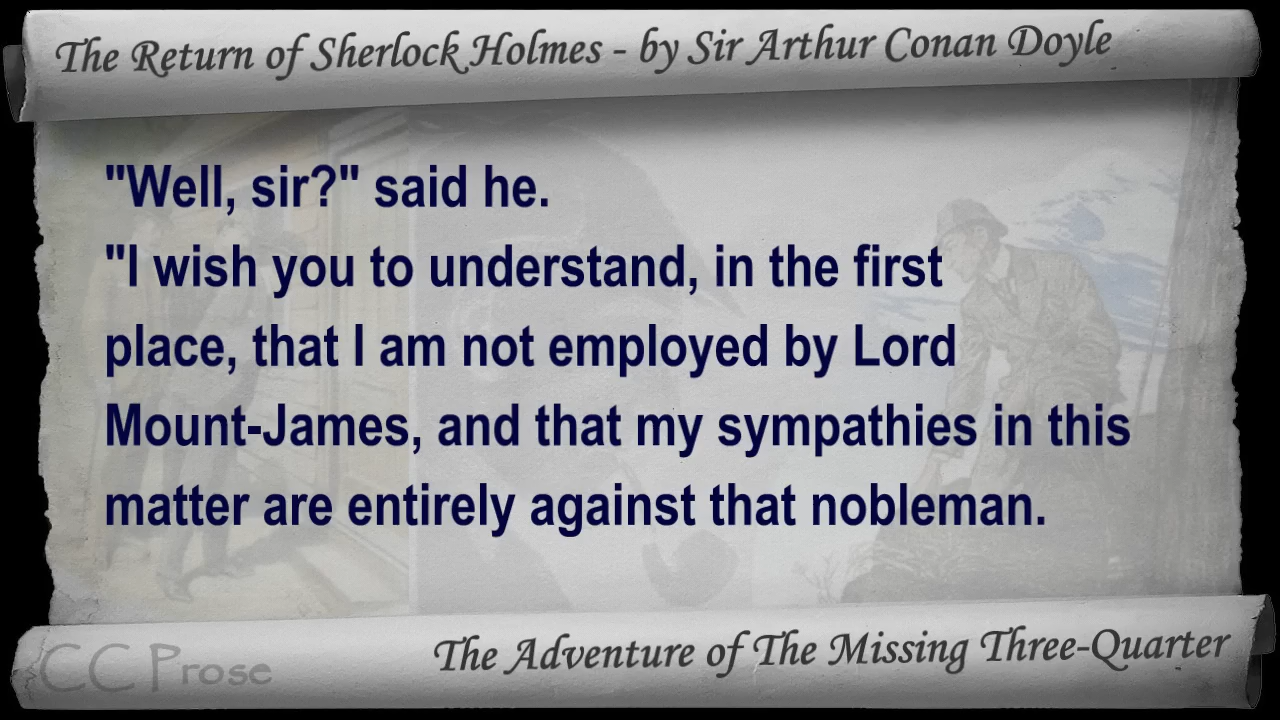 The Return of Sherlock Holmes - by Sir Arthur Conan Doyle
"Well, sir?" said he.
"I wish you to understand, in the first
place, that I am not employed by Lord
Mount-James, and that my sympathies in this
matter are entirely against that nobleman.
The Adventure of The Missing Three-Quarter
CC Prose